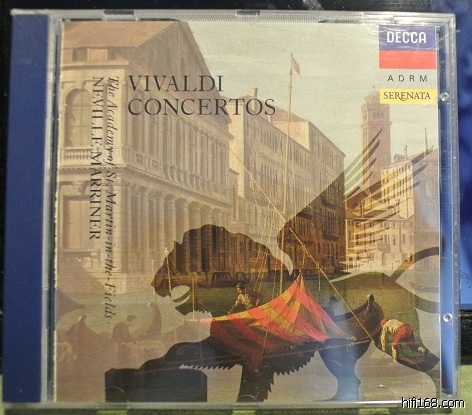 VIVALDI
CONCERTOS
The Academy of St. Martin-in-the-Fields
NEVILLE MARRINER
DECCA
ADRM
SERENATA
hifi168.com